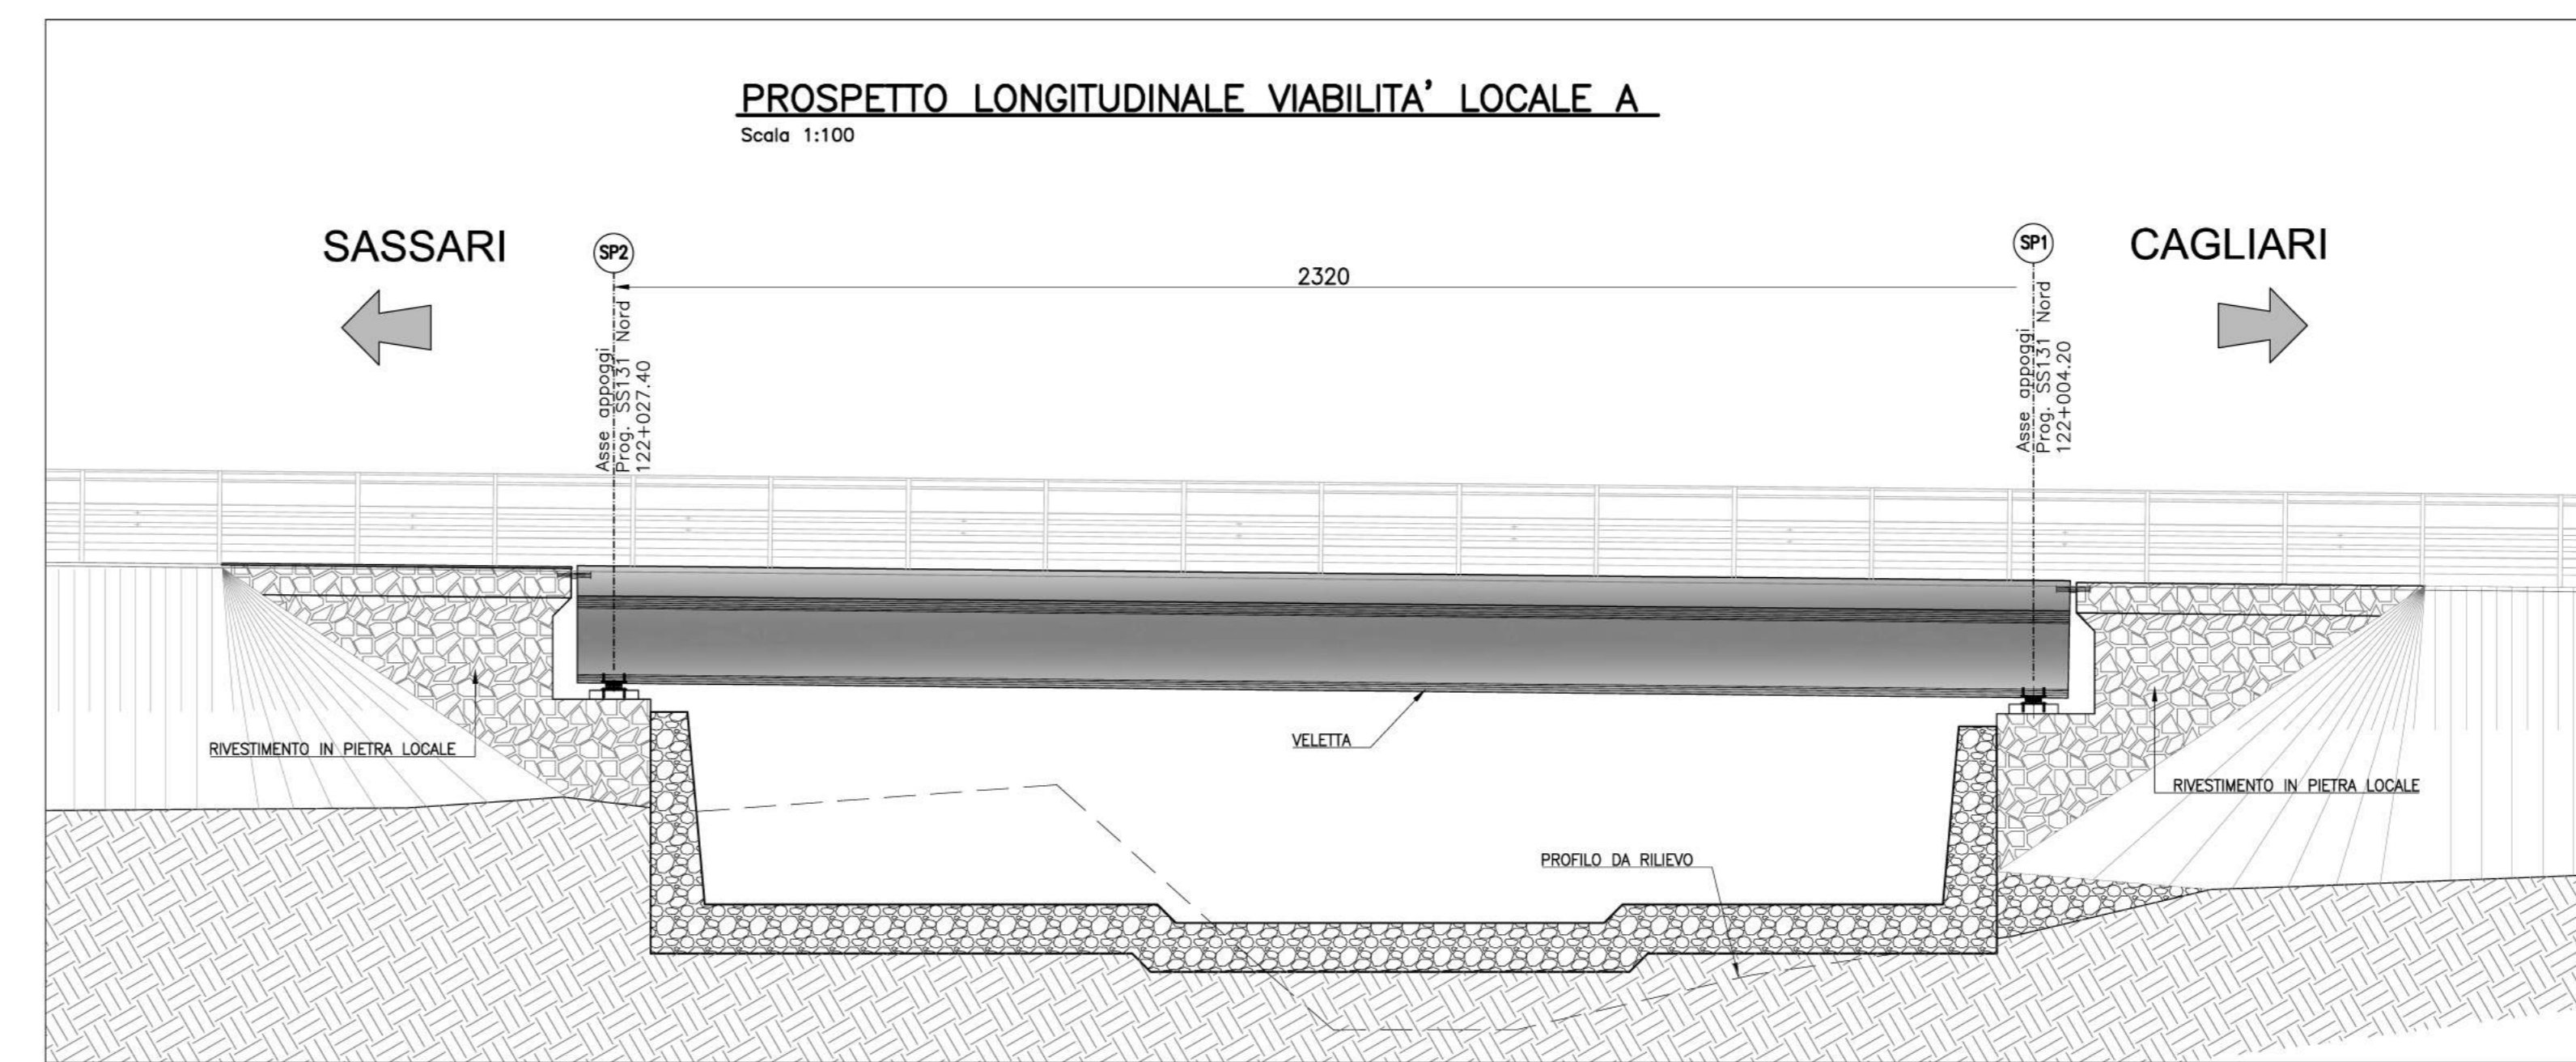 PROSPETTO LONGITUDINALE VIABILITA' LOCALE A
Scala 1:100
SASSARI
SP2
2320
SP1
CAGLIARI
Asse appoggi
Prog. SS131 Nord
122+027.40
Asse appoggi
Prog. SS131 Nord
122+004.20
RIVESTIMENTO IN PIETRA LOCALE
VELETTA
RIVESTIMENTO IN PIETRA LOCALE
PROFILO DA RILIEVO